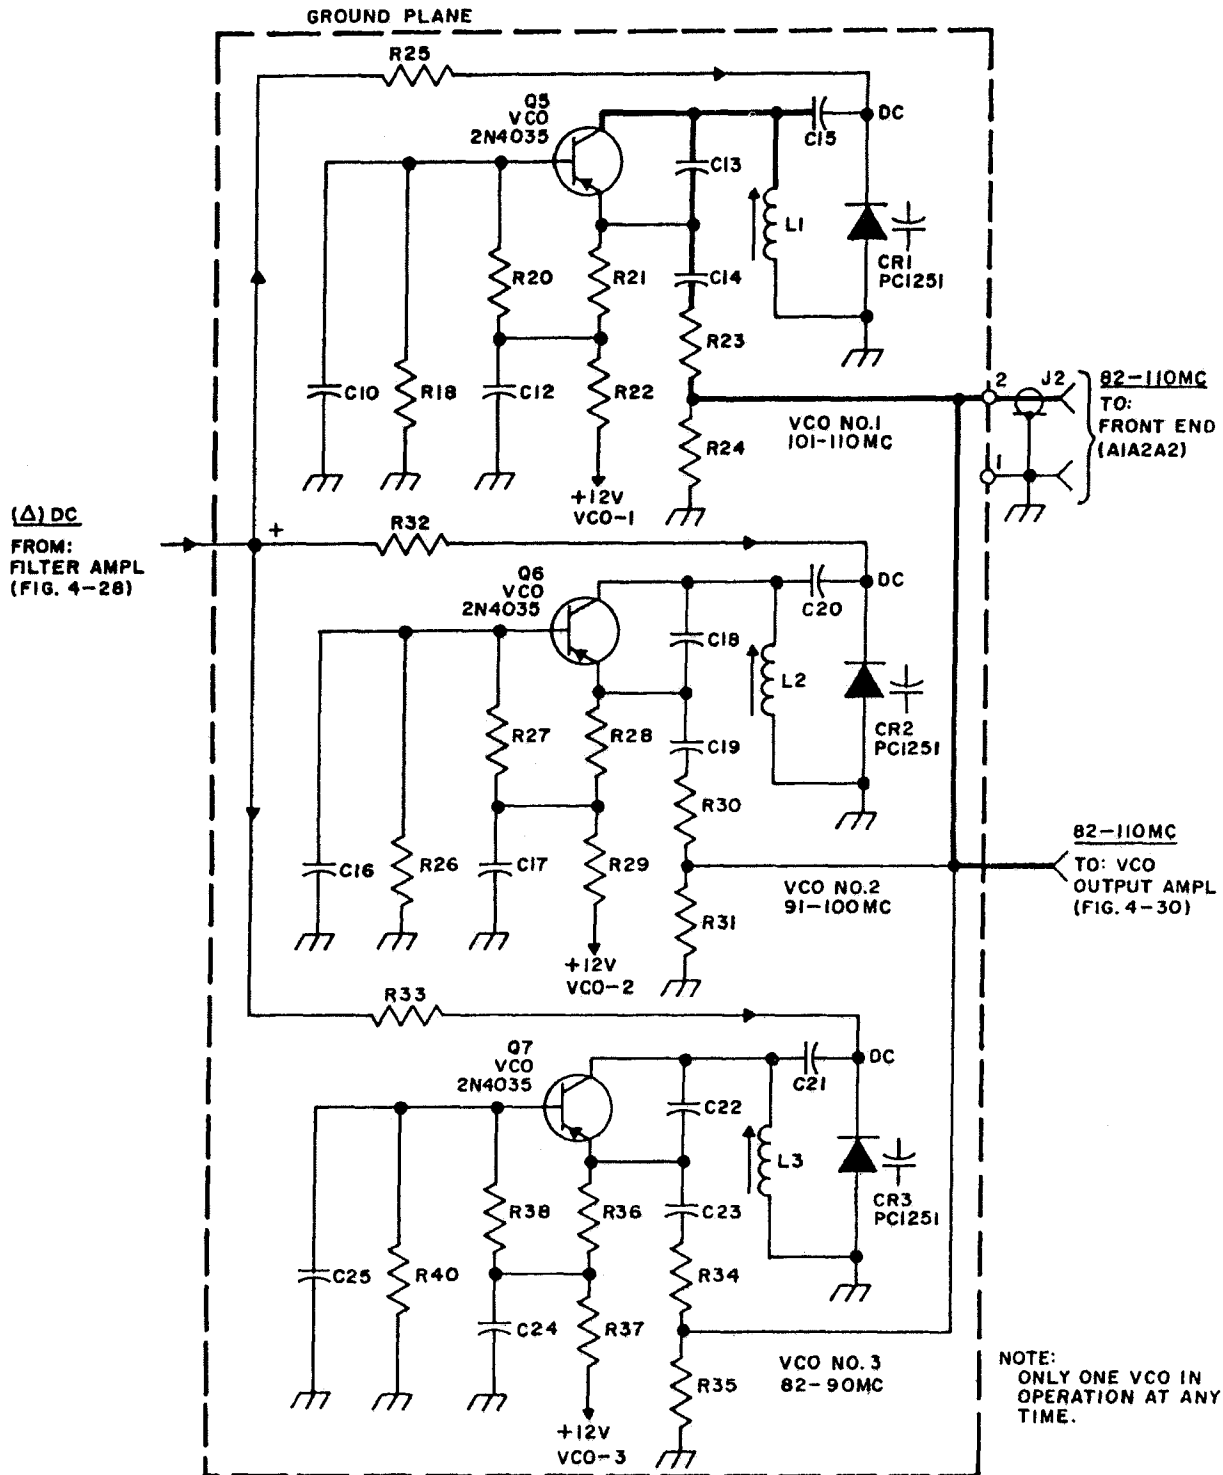 GROUND PLANE
R25
Q5
VCO
2N4035
C15
DC
C13
L1
CR1
PC1251
R20
R21
C14
R23
C10
R18
C12
R22
R24
+12V
VCO-1
VCO NO.1
101-110MC
2
J2
1
82-110MC
TO:
FRONT END
(A1A2A2)
(Δ) DC
FROM:
FILTER AMPL
(FIG. 4-28)
+
R32
Q6
VCO
2N4035
C20
DC
C18
L2
CR2
PC1251
R27
R28
C19
R30
C16
R26
C17
R29
R31
+12V
VCO-2
VCO NO.2
91-100MC
82-110MC
TO: VCO
OUTPUT AMPL
(FIG. 4-30)
R33
Q7
VCO
2N4035
C21
DC
C22
L3
CR3
PC1251
R38
R36
C23
R34
C25
R40
C24
R37
R35
+12V
VCO-3
VCO NO. 3
82-90MC
NOTE:
ONLY ONE VCO IN
OPERATION AT ANY
TIME.